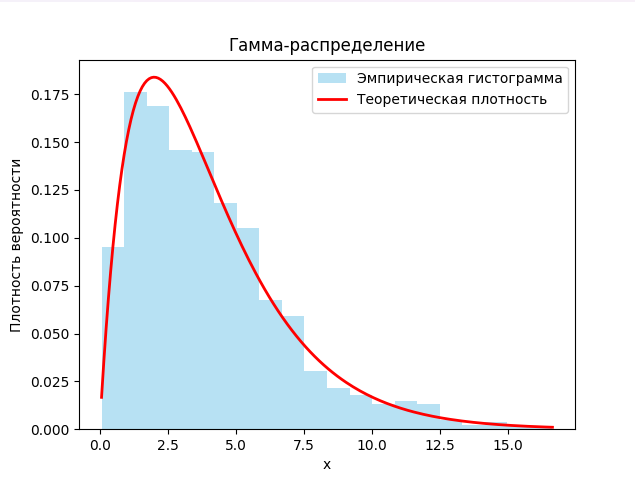 Гамма-распределение
Эмпирическая гистограмма
Теоретическая плотность
Плотность вероятности
0.175
0.150
0.125
0.100
0.075
0.050
0.025
0.000
0.0 2.5 5.0 7.5 10.0 12.5 15.0
x